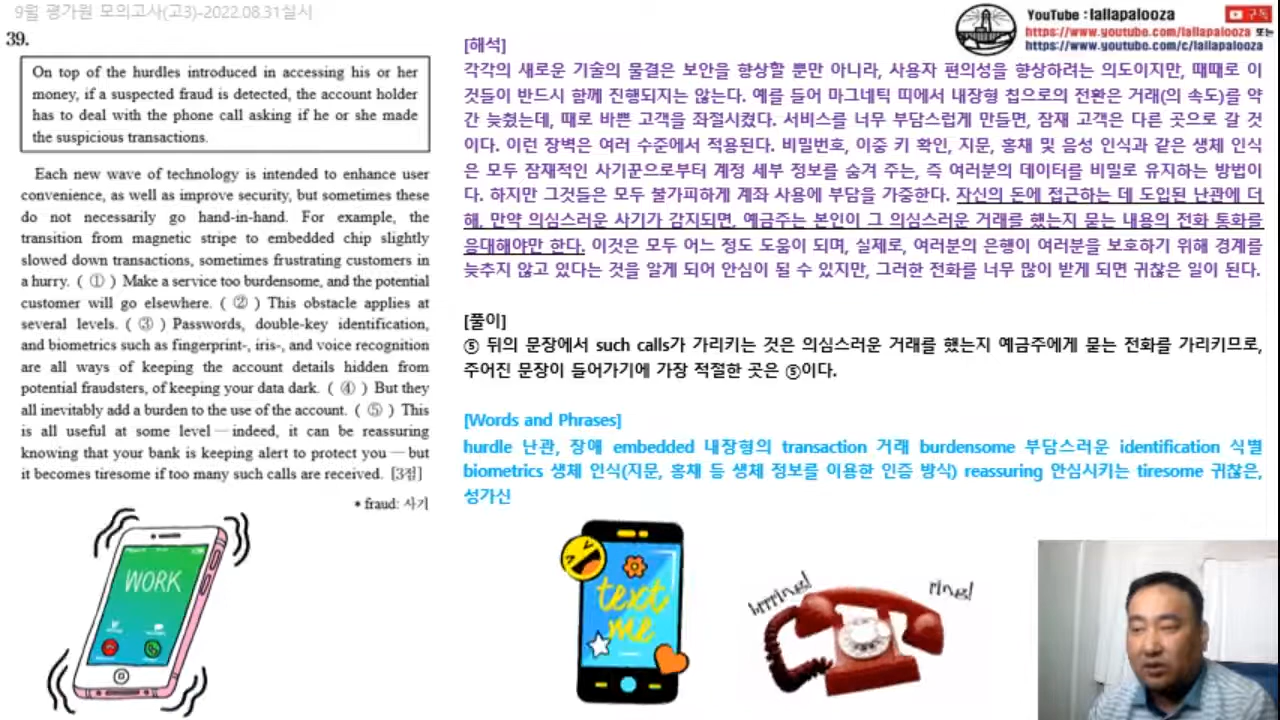 9월 평가원 모의고사(고3)-2022.08.31실시
39.
On top of the hurdles introduced in accessing his or her
money, if a suspected fraud is detected, the account holder
has to deal with the phone call asking if he or she made
the suspicious transactions.
Each new wave of technology is intended to enhance user
convenience, as well as improve security, but sometimes these
do not necessarily go hand-in-hand. For example, the
transition from magnetic stripe to embedded chip slightly
slowed down transactions, sometimes frustrating customers in
a hurry. ( ① ) Make a service too burdensome, and the potential
customer will go elsewhere. ( ② ) This obstacle applies at
several levels. ( ③ ) Passwords, double-key identification,
and biometrics such as fingerprint-, iris-, and voice recognition
are all ways of keeping the account details hidden from
potential fraudsters, of keeping your data dark. ( ④ ) But they
all inevitably add a burden to the use of the account. ( ⑤ ) This
is all useful at some level — indeed, it can be reassuring
knowing that your bank is keeping alert to protect you — but
it becomes tiresome if too many such calls are received. [3점]
* fraud: 사기
WORK
YouTube : lallapalooza
구독
https://www.youtube.com/lallapalooza 또는
https://www.youtube.com/c/lallapalooza
[해석]
각각의 새로운 기술의 물결은 보안을 향상할 뿐만 아니라, 사용자 편의성을 향상하려는 의도이지만, 때때로 이
것들이 반드시 함께 진행되지는 않는다. 예를 들어 마그네틱 띠에서 내장형 칩으로의 전환은 거래(의 속도)를 약
간 늦췄는데, 때로 바쁜 고객을 좌절시켰다. 서비스를 너무 부담스럽게 만들면, 잠재 고객은 다른 곳으로 갈 것
이다. 이런 장벽은 여러 수준에서 적용된다. 비밀번호, 이중 키 확인, 지문, 홍채 및 음성 인식과 같은 생체 인식
은 모두 잠재적인 사기꾼으로부터 계정 세부 정보를 숨겨 주는, 즉 여러분의 데이터를 비밀로 유지하는 방법이
다. 하지만 그것들은 모두 불가피하게 계좌 사용에 부담을 가중한다. 자신의 돈에 접근하는 데 도입된 난관에 더
해, 만약 의심스러운 사기가 감지되면, 예금주는 본인이 그 의심스러운 거래를 했는지 묻는 내용의 전화 통화를
응대해야만 한다. 이것은 모두 어느 정도 도움이 되며, 실제로, 여러분의 은행이 여러분을 보호하기 위해 경계를
늦추지 않고 있다는 것을 알게 되어 안심이 될 수 있지만, 그러한 전화를 너무 많이 받게 되면 귀찮은 일이 된다.
[풀이]
⑤ 뒤의 문장에서 such calls가 가리키는 것은 의심스러운 거래를 했는지 예금주에게 묻는 전화를 가리키므로,
주어진 문장이 들어가기에 가장 적절한 곳은 ⑤이다.
[Words and Phrases]
hurdle 난관, 장애 embedded 내장형의 transaction 거래 burdensome 부담스러운 identification 식별
biometrics 생체 인식(지문, 홍채 등 생체 정보를 이용한 인증 방식) reassuring 안심시키는 tiresome 귀찮은,
성가신
text
me
brrring!
ring!